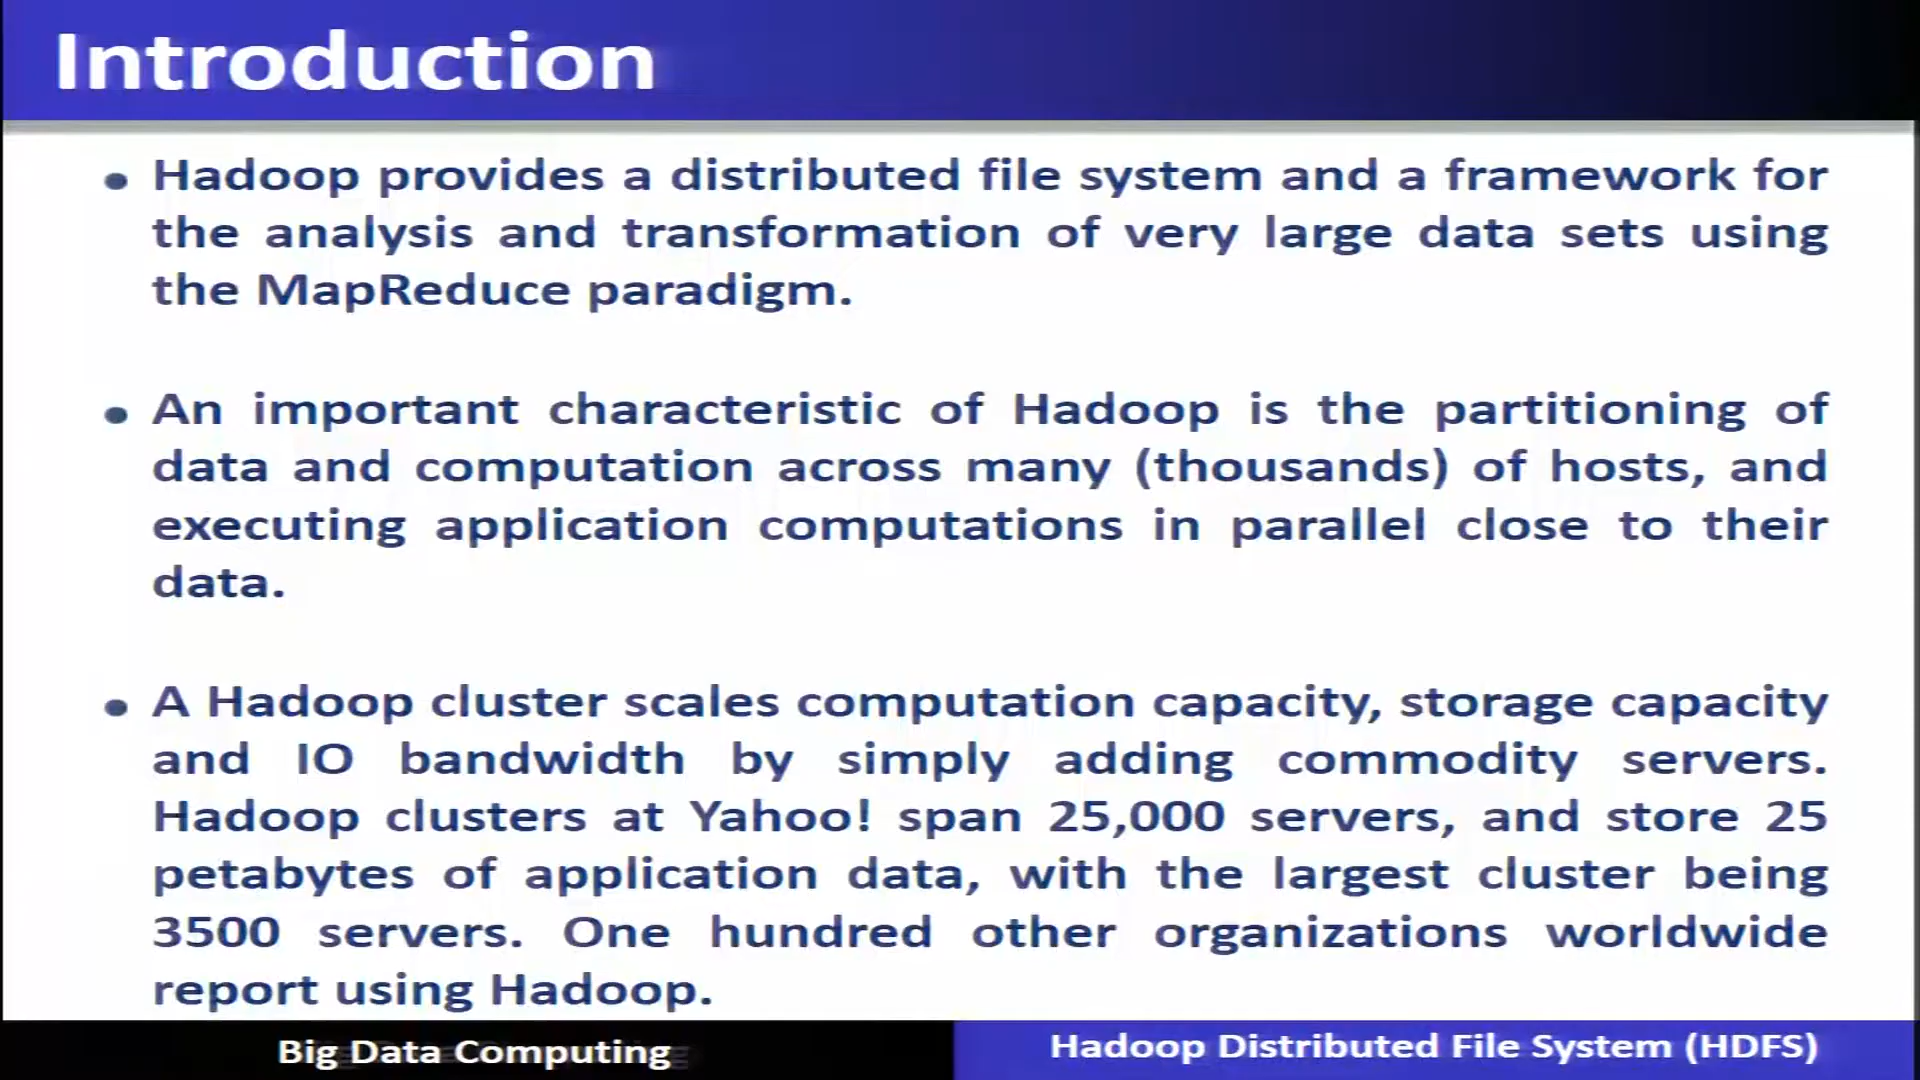 Introduction
• Hadoop provides a distributed file system and a framework for
the analysis and transformation of very large data sets using
the MapReduce paradigm.
• An important characteristic of Hadoop is the partitioning of
data and computation across many (thousands) of hosts, and
executing application computations in parallel close to their
data.
• A Hadoop cluster scales computation capacity, storage capacity
and IO bandwidth by simply adding commodity servers.
Hadoop clusters at Yahoo! span 25,000 servers, and store 25
petabytes of application data, with the largest cluster being
3500 servers. One hundred other organizations worldwide
report using Hadoop.
Big Data Computing
Hadoop Distributed File System (HDFS)